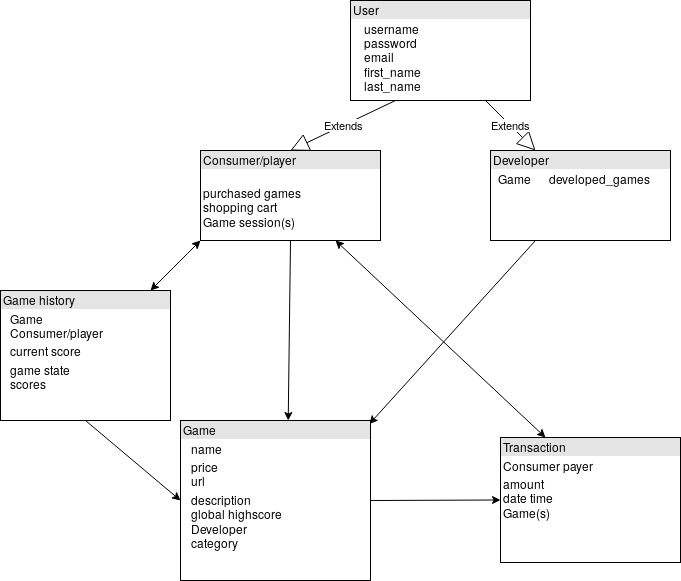 User
username
password
email
first_name
last_name
Extends
Extends
Consumer/player
purchased games
shopping cart
Game session(s)
Developer
Game developed_games
Game history
Game
Consumer/player
current score
game state
scores
Game
name
price
url
description
global highscore
Developer
category
Transaction
Consumer payer
amount
date time
Game(s)